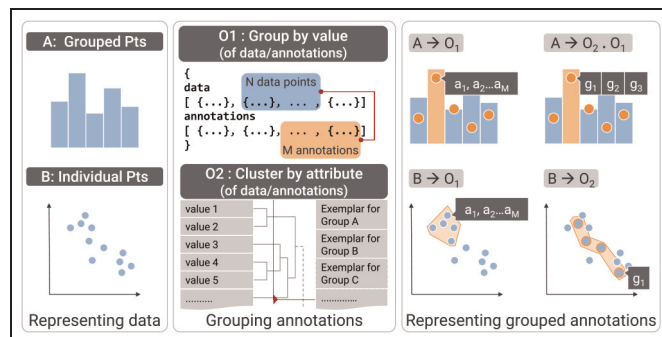 A: Grouped Pts
B: Individual Pts
Representing data
O1 : Group by value
(of data/annotations)
{
data
N data points
[ {...}, {...}, ... , {...}]
annotations
[ {...}, {...}, ... , {...}]
}
M annotations
O2 : Cluster by attribute
(of data/annotations)
value 1
value 2
value 3
value 4
value 5
..........
Exemplar for
Group A
Exemplar for
Group B
Exemplar for
Group C
..............
Grouping annotations
A → O₁
a₁, a₂...aM
A → O₂ . O₁
g₁ g₂ g₃
B → O₁
a₁, a₂...aM
B → O₂
g₁
Representing grouped annotations